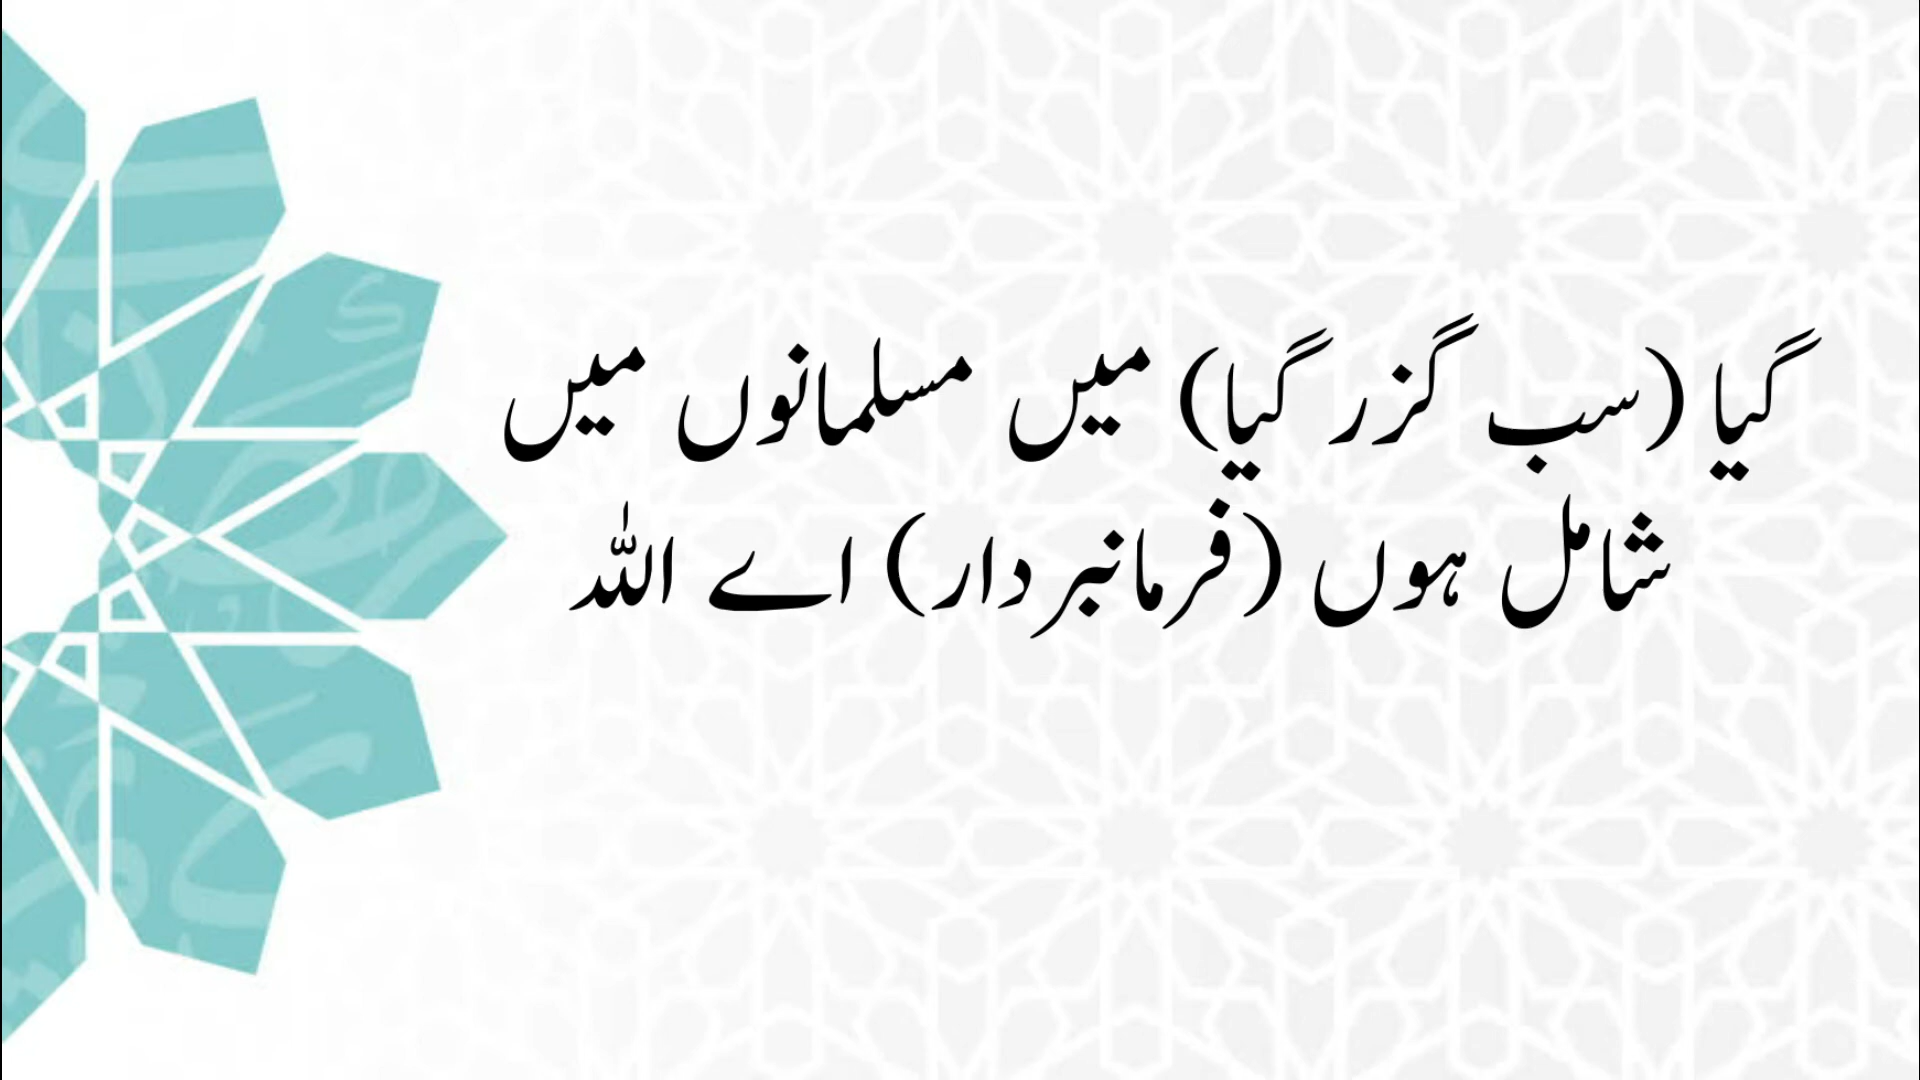 گیا (سب گزر گیا) میں مسلمانوں میں
شامل ہوں (فرمانبردار) اے اللہ